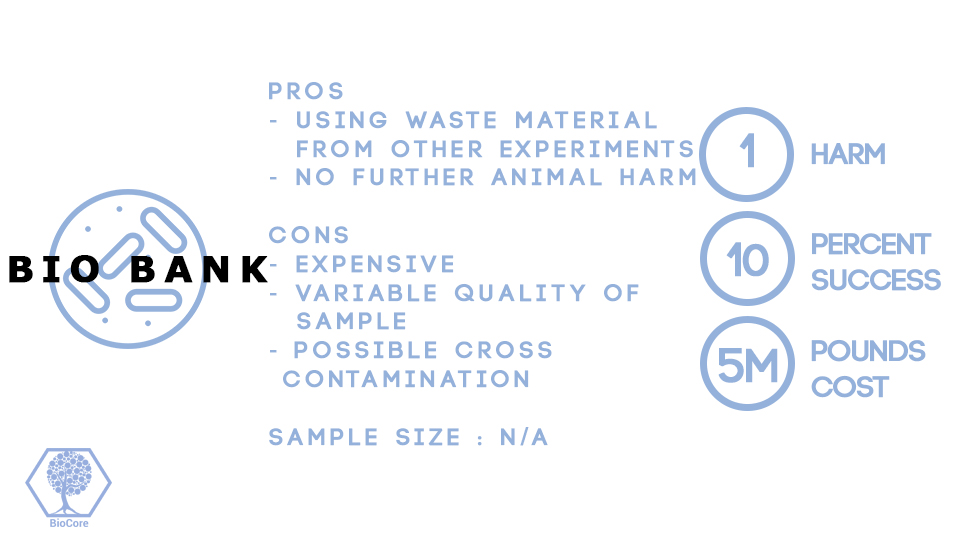 BIO BANK
PROS
- USING WASTE MATERIAL
FROM OTHER EXPERIMENTS
- NO FURTHER ANIMAL HARM
CONS
- EXPENSIVE
- VARIABLE QUALITY OF
SAMPLE
- POSSIBLE CROSS
CONTAMINATION
SAMPLE SIZE : N/A
1 HARM
10 PERCENT
SUCCESS
5M POUNDS
COST
BioCore